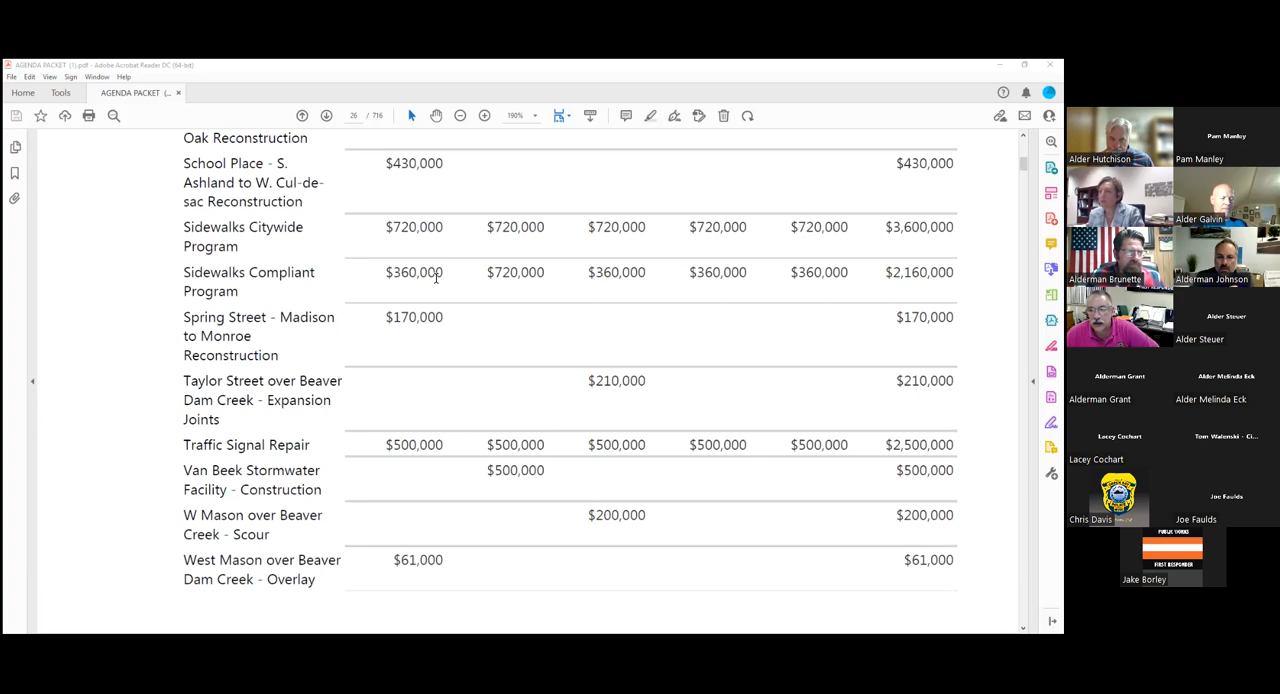 AGENDA PACKET (1).pdf - Adobe Acrobat Reader DC (64-bit)
File Edit View Sign Window Help
Home Tools AGENDA PACKET (... ×
26 / 716 190%
Oak Reconstruction
School Place - S. $430,000 $430,000
Ashland to W. Cul-de-
sac Reconstruction
Sidewalks Citywide $720,000 $720,000 $720,000 $720,000 $720,000 $3,600,000
Program
Sidewalks Compliant $360,000 $720,000 $360,000 $360,000 $360,000 $2,160,000
Program
Spring Street - Madison $170,000 $170,000
to Monroe
Reconstruction
Taylor Street over Beaver $210,000 $210,000
Dam Creek - Expansion
Joints
Traffic Signal Repair $500,000 $500,000 $500,000 $500,000 $500,000 $2,500,000
Van Beek Stormwater $500,000 $500,000
Facility - Construction
W Mason over Beaver $200,000 $200,000
Creek - Scour
West Mason over Beaver $61,000 $61,000
Dam Creek - Overlay
Pam Manley
Alder Hutchison Pam Manley
Alder Galvin
Alderman Brunette Alderman Johnson
Alder Steuer
Alder Steuer
Alderman Grant Alder Melinda Eck
Alderman Grant Alder Melinda Eck
Lacey Cochart Tom Walenski - Ci...
Lacey Cochart
Joe Faulds
Chris Davis Joe Faulds
PUBLIC WORKS
FIRST RESPONDER
Jake Borley